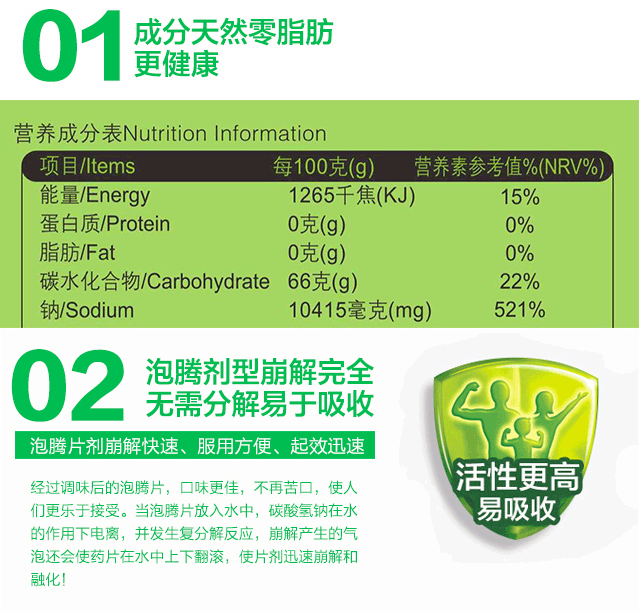 01 成分天然零脂肪
更健康
营养成分表Nutrition Information
项目/Items 每100克(g) 营养素参考值%(NRV%)
能量/Energy 1265千焦(KJ) 15%
蛋白质/Protein 0克(g) 0%
脂肪/Fat 0克(g) 0%
碳水化合物/Carbohydrate 66克(g) 22%
钠/Sodium 10415毫克(mg) 521%
02 泡腾剂型崩解完全
无需分解易于吸收
泡腾片剂崩解快速、服用方便、起效迅速
经过调味后的泡腾片，口味更佳，不再苦口，使人
们更乐于接受。当泡腾片放入水中，碳酸氢钠在水
的作用下电离，并发生复分解反应，崩解产生的气
泡还会使药片在水中上下翻滚，使片剂迅速崩解和
融化！
活性更高
易吸收